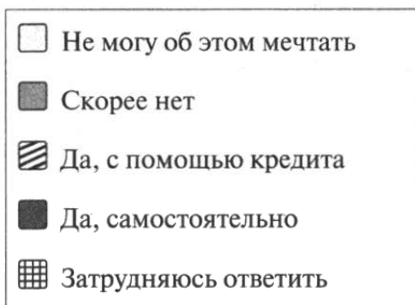 Не могу об этом мечтать
Скорее нет
Да, с помощью кредита
Да, самостоятельно
Затрудняюсь ответить